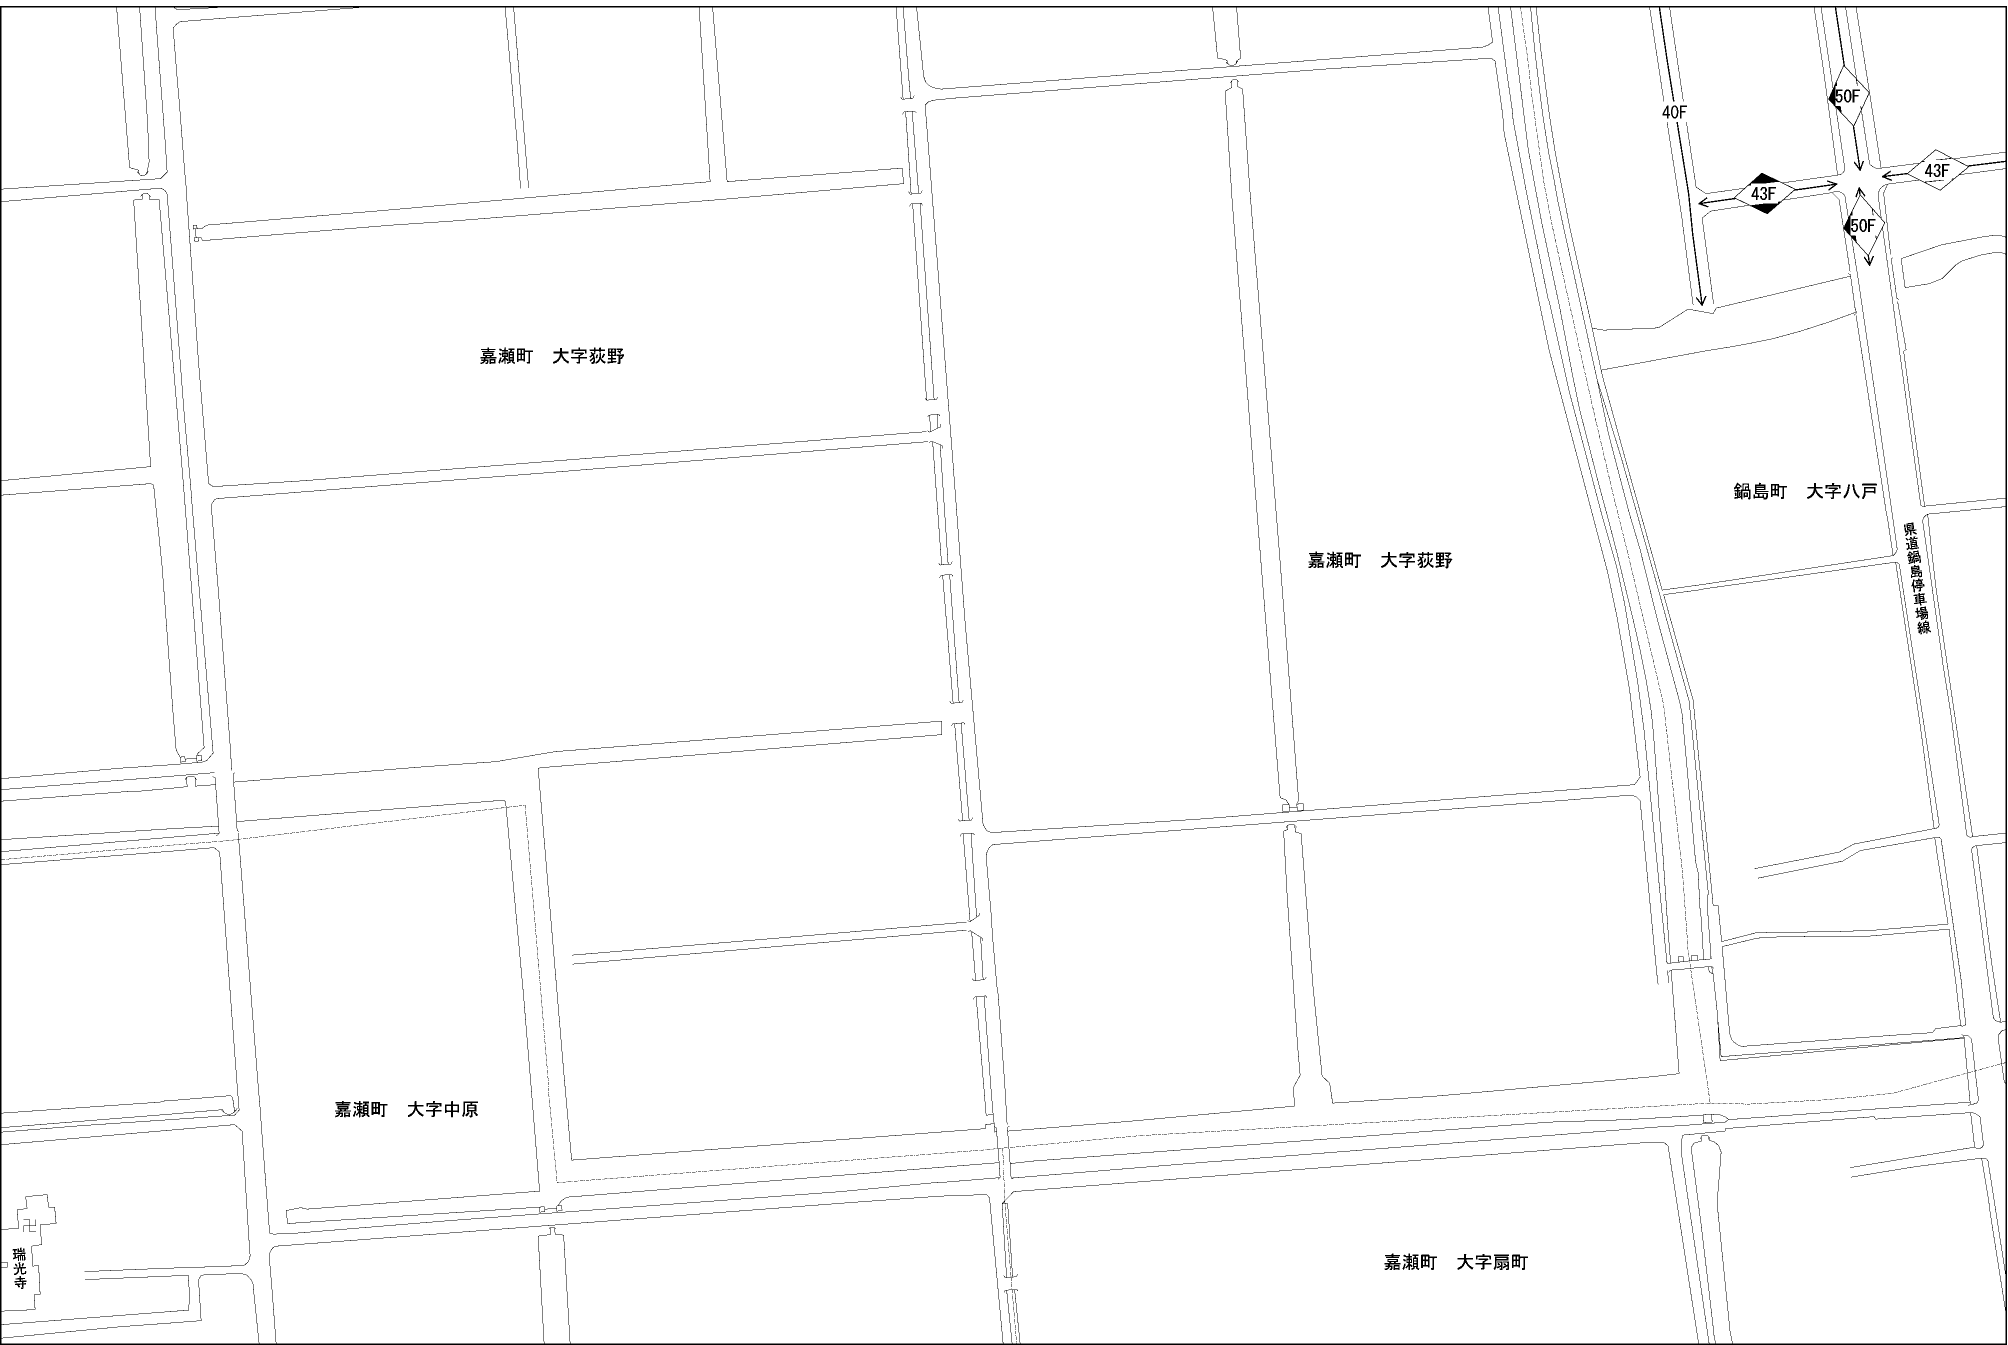 50F
40F
43F
43F
50F
嘉瀬町　大字荻野
鍋島町　大字八戸
県道鍋島停車場線
嘉瀬町　大字荻野
嘉瀬町　大字中原
瑞光寺
嘉瀬町　大字扇町